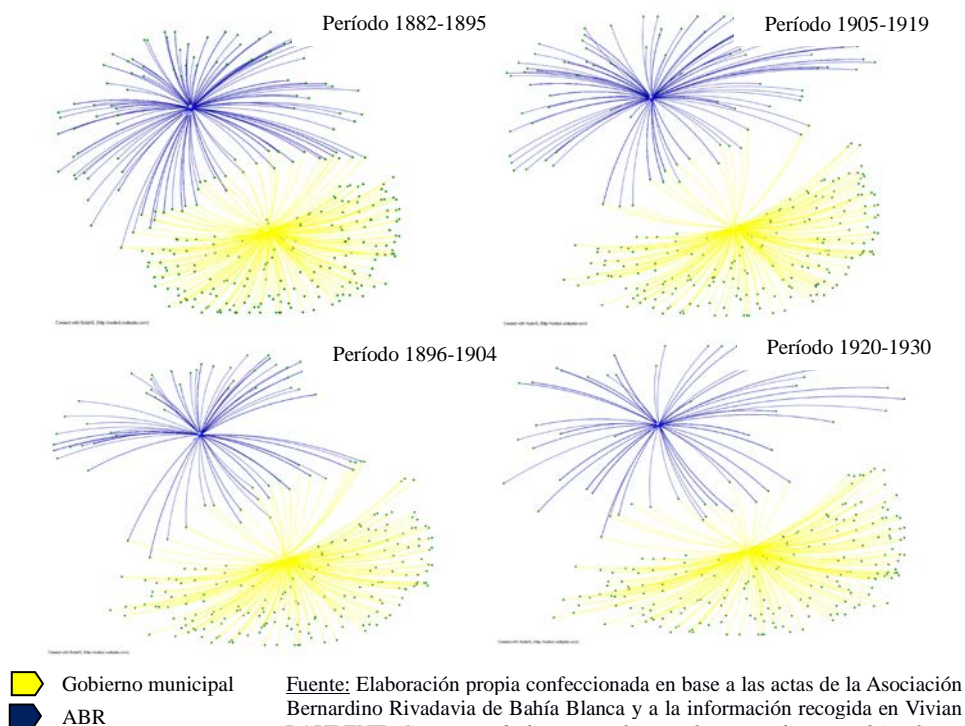 Período 1882-1895
Período 1905-1919
Período 1896-1904
Período 1920-1930
Gobierno municipal
ABR
Fuente: Elaboración propia confeccionada en base a las actas de la Asociación
Bernardino Rivadavia de Bahía Blanca y a la información recogida en Vivian